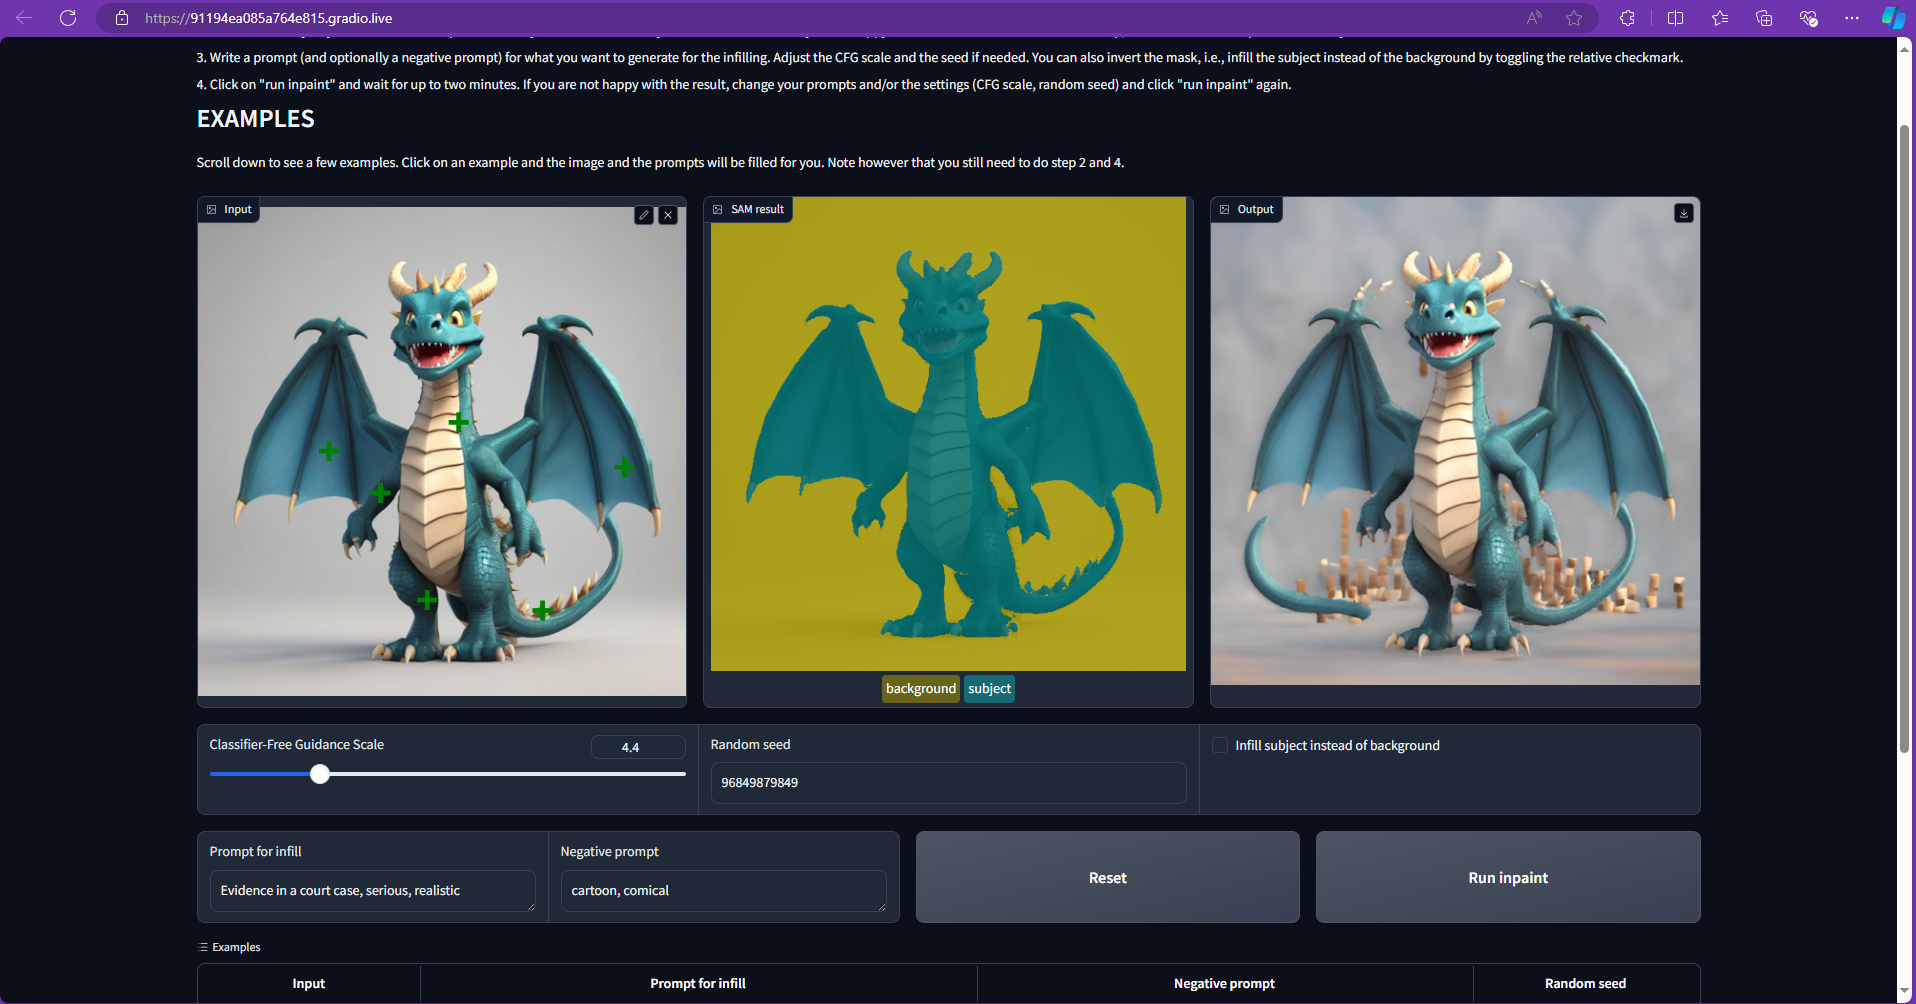 https://91194ea085a764e815.gradio.live
3. Write a prompt (and optionally a negative prompt) for what you want to generate for the infilling. Adjust the CFG scale and the seed if needed. You can also invert the mask, i.e., infill the subject instead of the background by toggling the relative checkmark.
4. Click on "run inpaint" and wait for up to two minutes. If you are not happy with the result, change your prompts and/or the settings (CFG scale, random seed) and click "run inpaint" again.
EXAMPLES
Scroll down to see a few examples. Click on an example and the image and the prompts will be filled for you. Note however that you still need to do step 2 and 4.
Input
SAM result
Output
background subject
Classifier-Free Guidance Scale
4.4
Random seed
96849879849
Infill subject instead of background
Prompt for infill
Evidence in a court case, serious, realistic
Negative prompt
cartoon, comical
Reset
Run inpaint
Examples
Input Prompt for infill Negative prompt Random seed